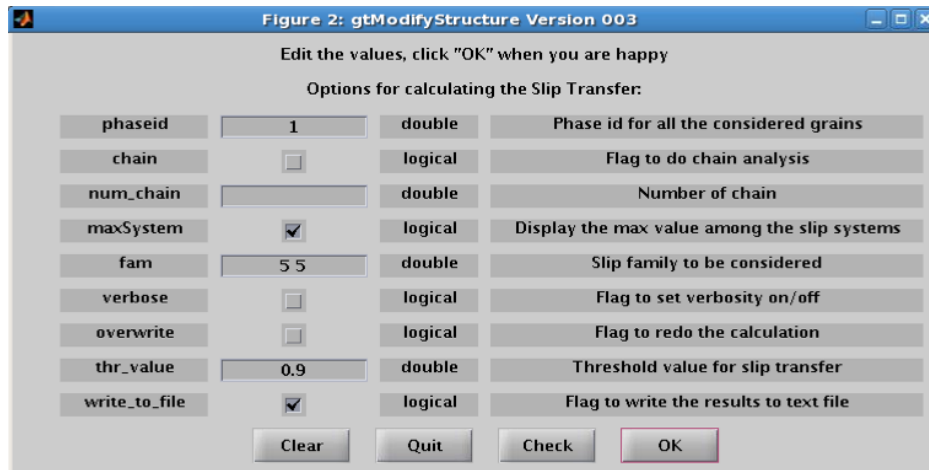 Figure 2: gtModifyStructure Version 003
Edit the values, click "OK" when you are happy
Options for calculating the Slip Transfer:
phaseid 1 double Phase id for all the considered grains
chain logical Flag to do chain analysis
num_chain double Number of chain
maxSystem logical Display the max value among the slip systems
fam 5 5 double Slip family to be considered
verbose logical Flag to set verbosity on/off
overwrite logical Flag to redo the calculation
thr_value 0.9 double Threshold value for slip transfer
write_to_file logical Flag to write the results to text file
Clear Quit Check OK